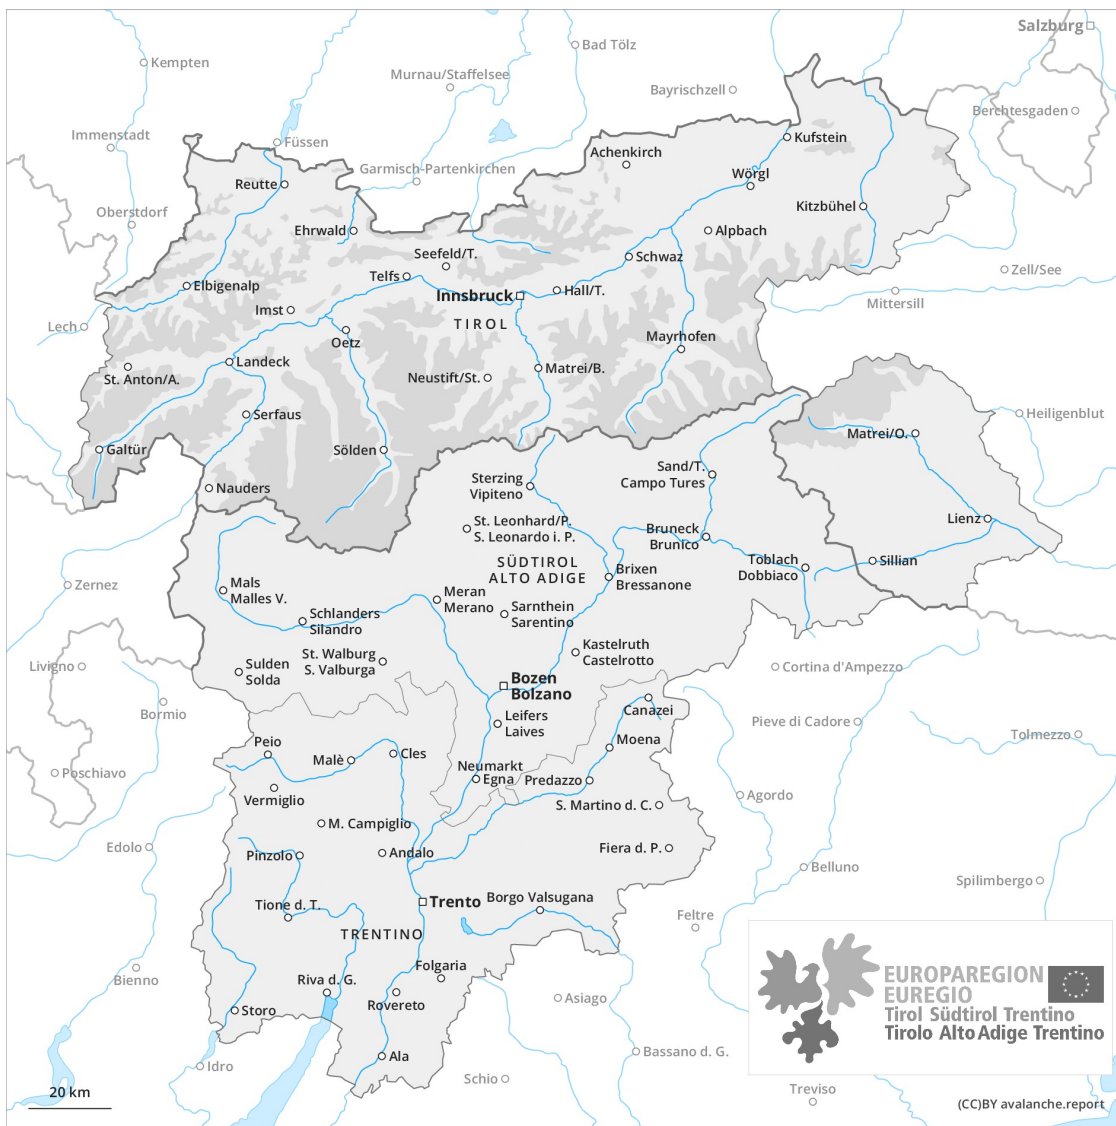 Salzburg
Bad Tölz
Kempten
Murnau/Staffelsee
Bayrischzell
Berchtesgaden
Immenstadt
Füssen
Kufstein
Achenkirch
Garmisch-Partenkirchen
Wörgl
Reutte
Oberstdorf
Kitzbühel
Ehrwald
Alpbach
Seefeld/T.
Schwaz
Zell/See
Telfs
Elbigenalp
Hall/T.
Innsbruck
Mittersill
Imst
TIROL
Lech
Oetz
Mayrhofen
Landeck
Matrei/B.
St. Anton/A.
Neustift/St.
Serfaus
Heiligenblut
Matrei/O.
Galtür
Sölden
Sand/T.
Campo Tures
Sterzing
Vipiteno
Nauders
Lienz
St. Leonhard/P.
S. Leonardo i. P.
Bruneck
Brunico
SÜDTIROL
ALTO ADIGE
Toblach
Dobbiaco
Sillian
Brixen
Bressanone
Zernez
Mals
Malles V.
Meran
Merano
Sarnthein
Sarentino
Schlanders
Silandro
Kastelruth
Castelrotto
St. Walburg
S. Valburga
Livigno
Sulden
Solda
Cortina d'Ampezzo
Bozen
Bolzano
Canazei
Bormio
Leifers
Laives
Pieve di Cadore
Tolmezzo
Peio
Moena
Cles
Malè
Poschiavo
Neumarkt
Egna
Predazzo
Vermiglio
Agordo
S. Martino d. C.
M. Campiglio
Edolo
Fiera d. P.
Pinzolo
Andalo
Belluno
Spilimbergo
Tione d. T.
Trento
Borgo Valsugana
Feltre
TRENTINO
Folgaria
Bienno
Riva d. G.
Rovereto
Asiago
Storo
Ala
Bassano d. G.
Idro
Schio
Treviso
EUROPAREGION
EUREGIO
Tirol Südtirol Trentino
Tirolo Alto Adige Trentino
20 km
(CC)BY avalanche.report